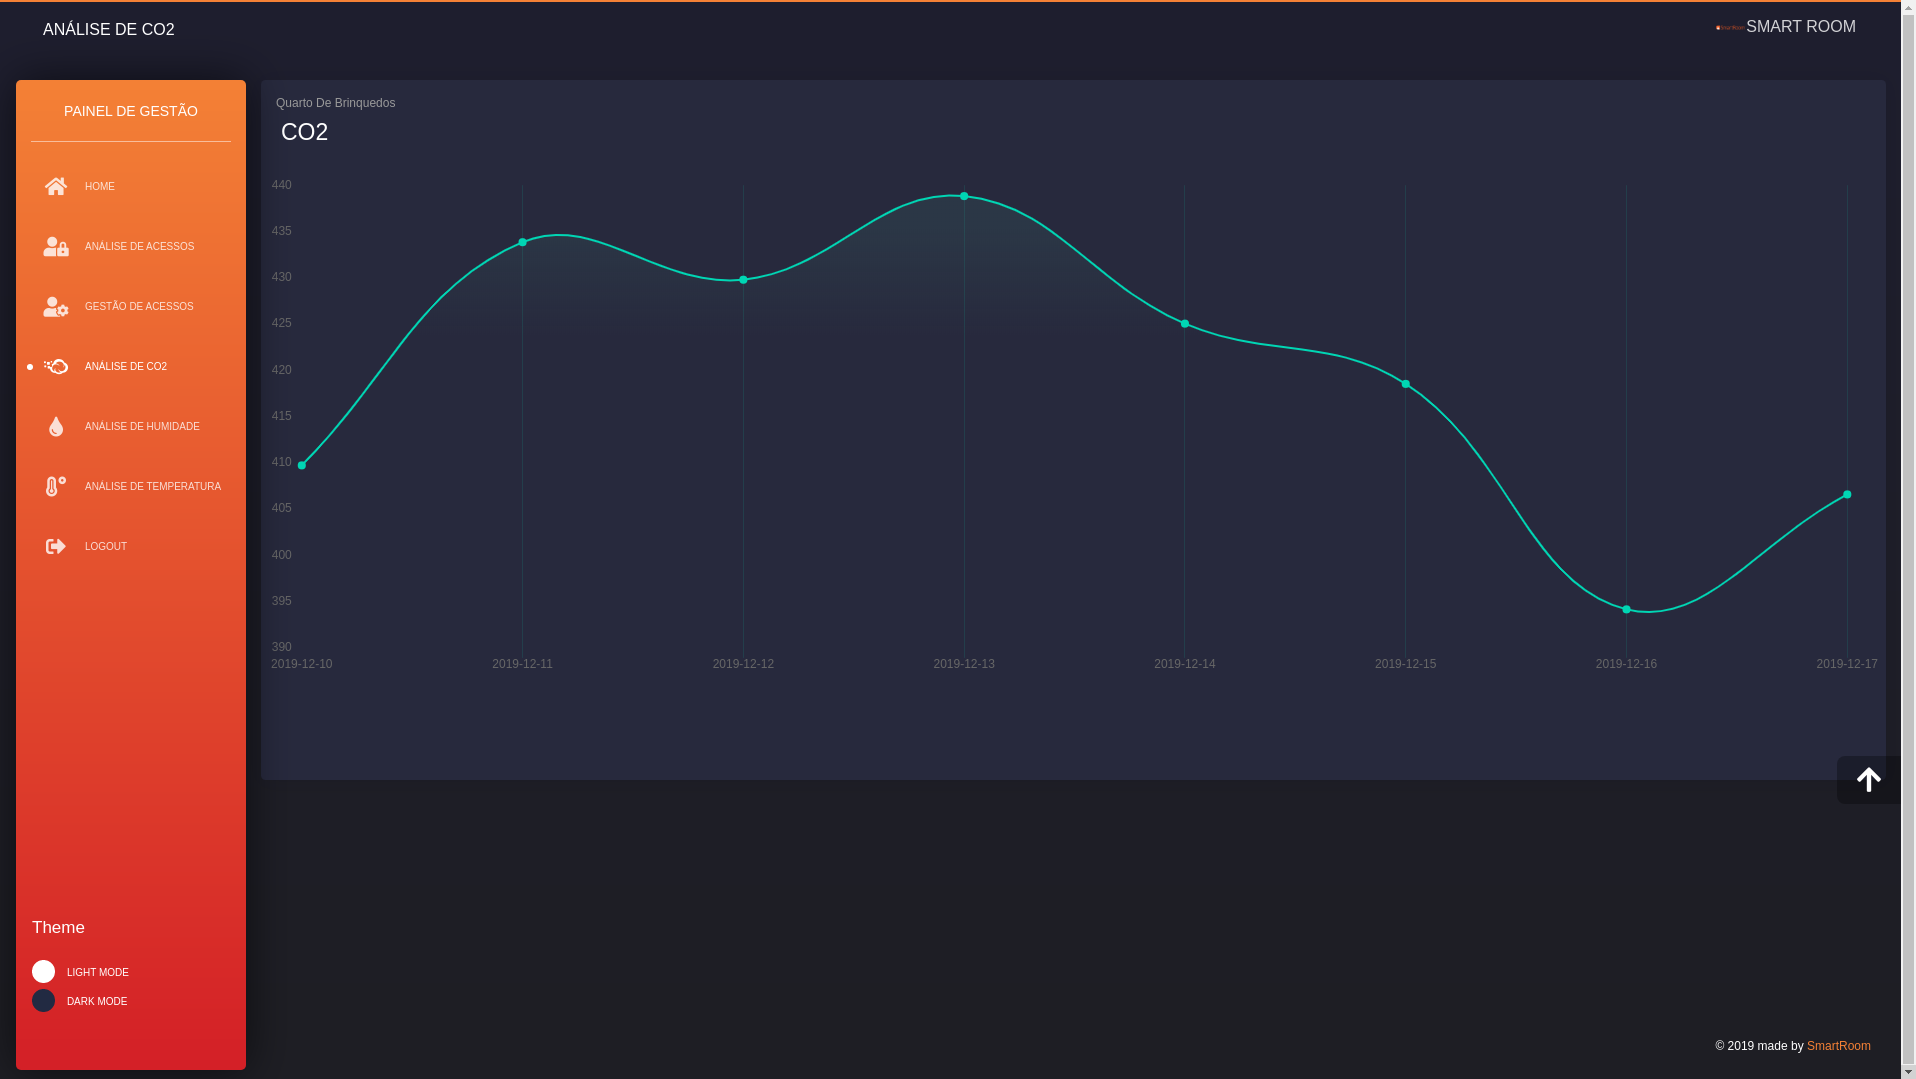 ANÁLISE DE CO2
SMART ROOM
PAINEL DE GESTÃO
HOME
ANÁLISE DE ACESSOS
GESTÃO DE ACESSOS
ANÁLISE DE CO2
ANÁLISE DE HUMIDADE
ANÁLISE DE TEMPERATURA
LOGOUT
Theme
LIGHT MODE
DARK MODE
Quarto De Brinquedos
CO2
440
435
430
425
420
415
410
405
400
395
390
2019-12-10 2019-12-11 2019-12-12 2019-12-13 2019-12-14 2019-12-15 2019-12-16 2019-12-17
© 2019 made by SmartRoom